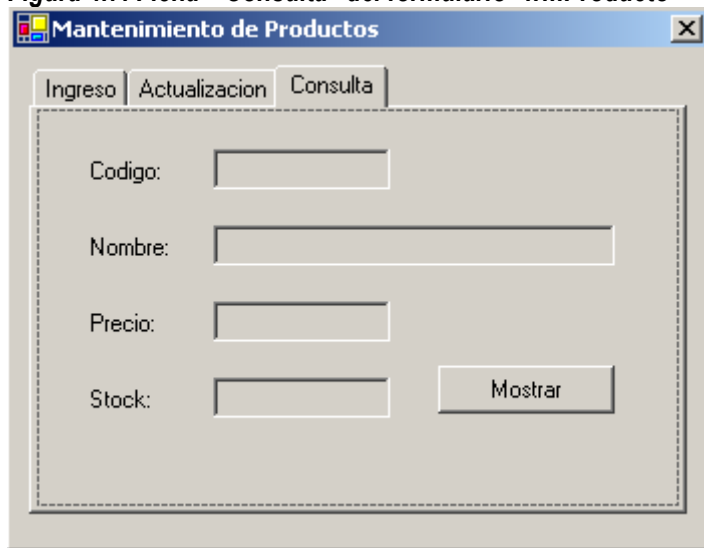 Mantenimiento de Productos
Ingreso Actualizacion Consulta
Codigo:
Nombre:
Precio:
Stock:
Mostrar